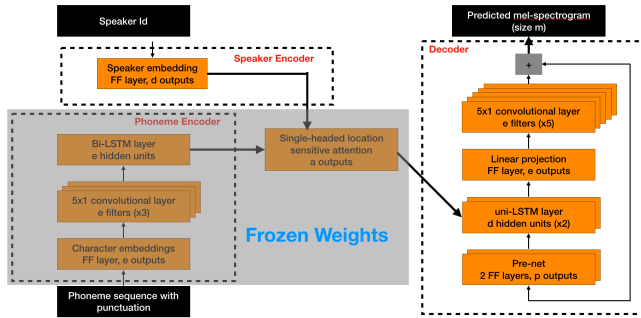 Speaker Id
Speaker Encoder
Speaker embedding
FF layer, d outputs
Phoneme Encoder
Bi-LSTM layer
e hidden units
5x1 convolutional layer
e filters (x3)
Character embeddings
FF layer, e outputs
Phoneme sequence with
punctuation
Single-headed location
sensitive attention
a outputs
Frozen Weights
Predicted mel-spectrogram
(size m)
Decoder
+
5x1 convolutional layer
e filters (x5)
Linear projection
FF layer, e outputs
uni-LSTM layer
d hidden units (x2)
Pre-net
2 FF layers, p outputs